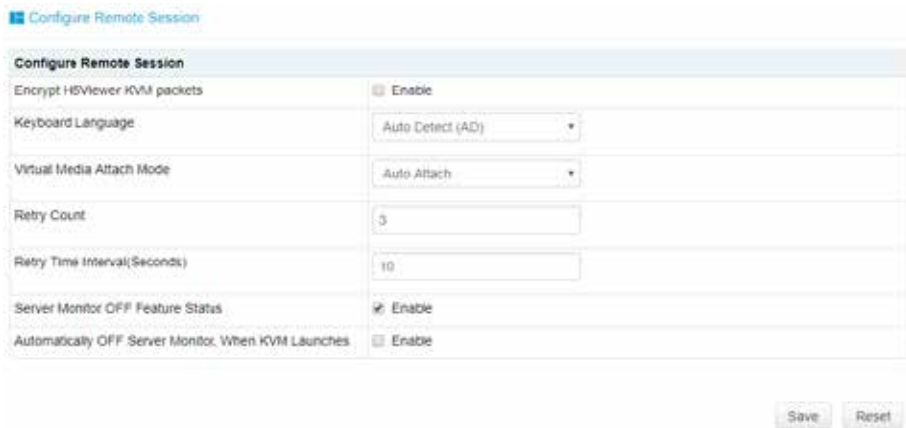 Configure Remote Session
Configure Remote Session
Encrypt H5Viewer KVM packets Enable
Keyboard Language Auto Detect (AD)
Virtual Media Attach Mode Auto Attach
Retry Count 3
Retry Time Interval(Seconds) 10
Server Monitor OFF Feature Status Enable
Automatically OFF Server Monitor, When KVM Launches Enable
Save Reset